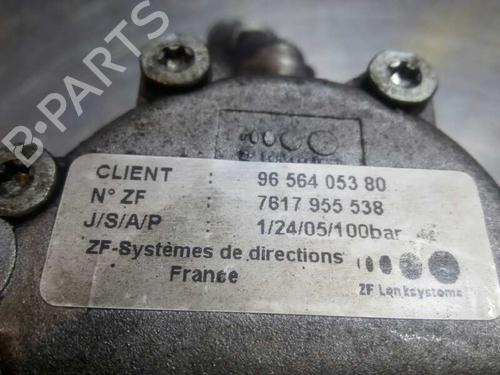 B-PARTS
CLIENT : 96 564 053 80
N° ZF : 7617 955 538
J/S/A/P : 1/24/05/100bar
ZF-Systèmes de directions
France
ZF Lenksysteme